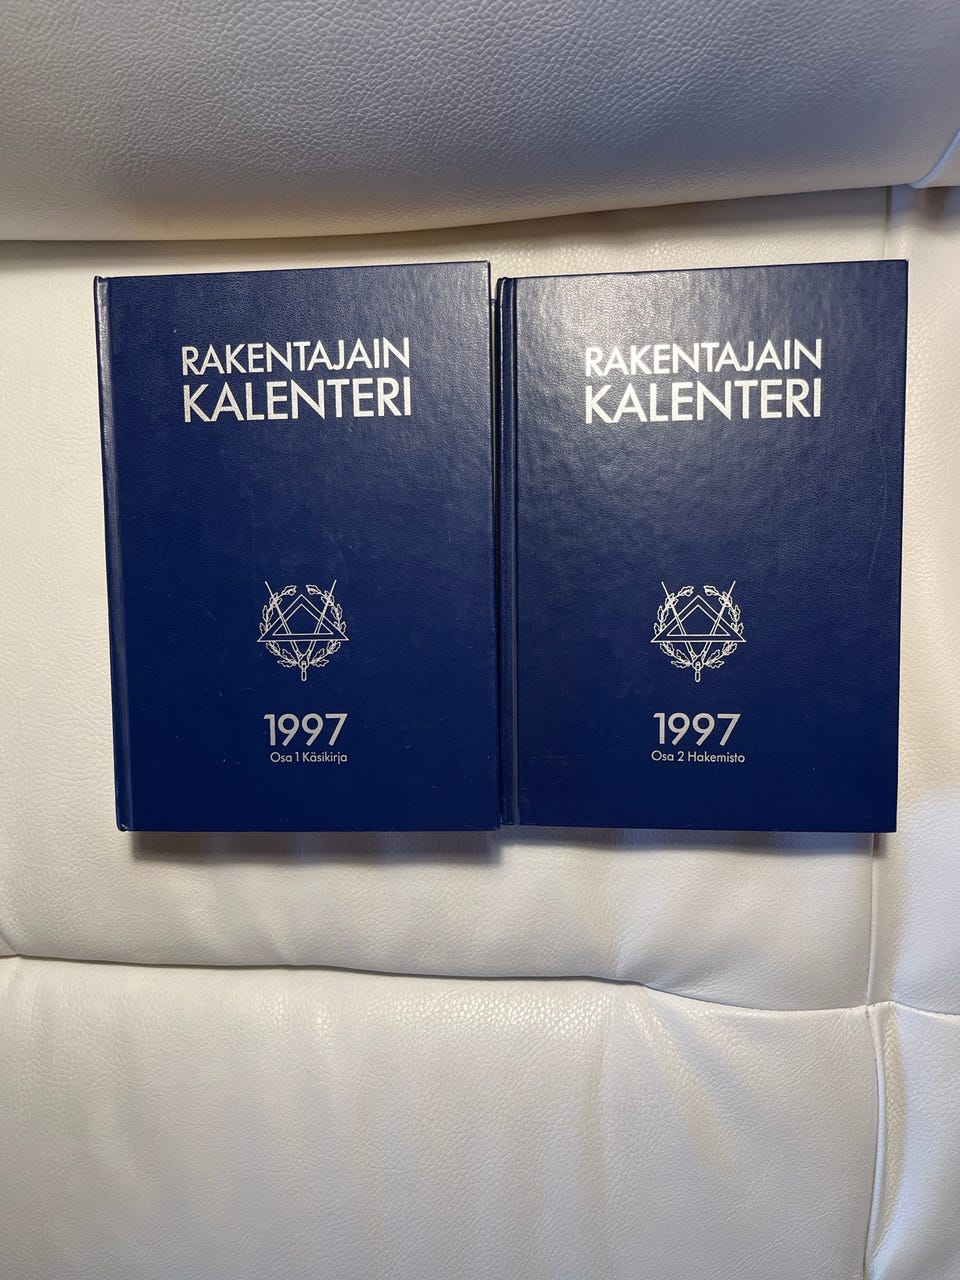 RAKENTAJAIN
KALENTERI
1997
Osa 1 Käsikirja
RAKENTAJAIN
KALENTERI
1997
Osa 2 Hakemisto